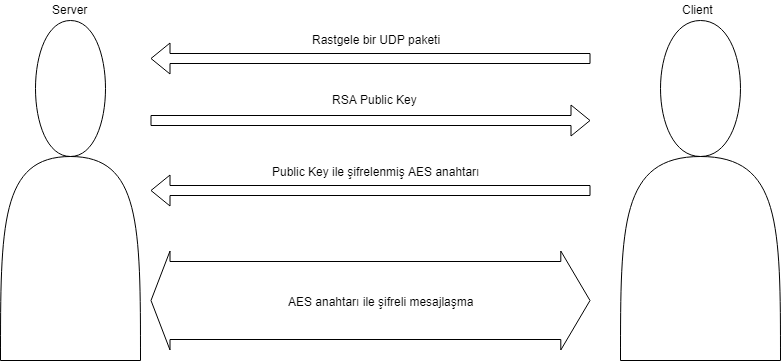 Server
Client
Rastgele bir UDP paketi
RSA Public Key
Public Key ile şifrelenmiş AES anahtarı
AES anahtarı ile şifreli mesajlaşma